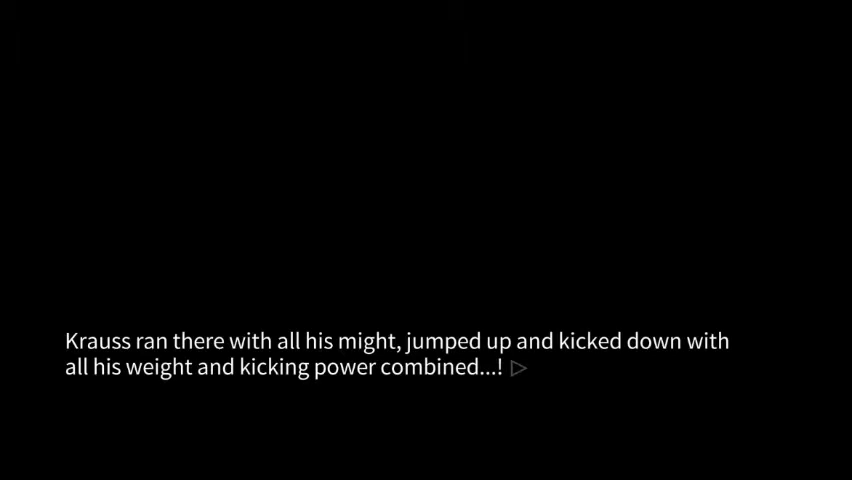 Krauss ran there with all his might, jumped up and kicked down with
all his weight and kicking power combined...!